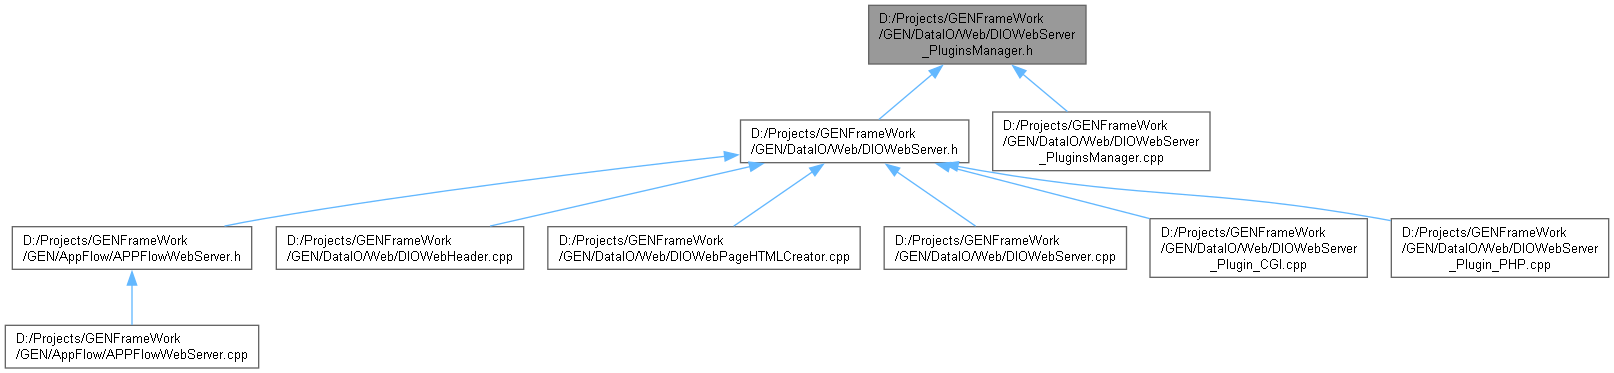 D:/Projects/GENFrameWork
/GEN/DataIO/Web/DIOWebServer
_PluginsManager.h
D:/Projects/GENFrameWork
/GEN/DataIO/Web/DIOWebServer.h
D:/Projects/GENFrameWork
/GEN/DataIO/Web/DIOWebServer
_PluginsManager.cpp
D:/Projects/GENFrameWork
/GEN/AppFlow/APPFlowWebServer.h
D:/Projects/GENFrameWork
/GEN/DataIO/Web/DIOWebHeader.cpp
D:/Projects/GENFrameWork
/GEN/DataIO/Web/DIOWebPageHTMLCreator.cpp
D:/Projects/GENFrameWork
/GEN/DataIO/Web/DIOWebServer.cpp
D:/Projects/GENFrameWork
/GEN/DataIO/Web/DIOWebServer
_Plugin_CGI.cpp
D:/Projects/GENFrameWork
/GEN/DataIO/Web/DIOWebServer
_Plugin_PHP.cpp
D:/Projects/GENFrameWork
/GEN/AppFlow/APPFlowWebServer.cpp